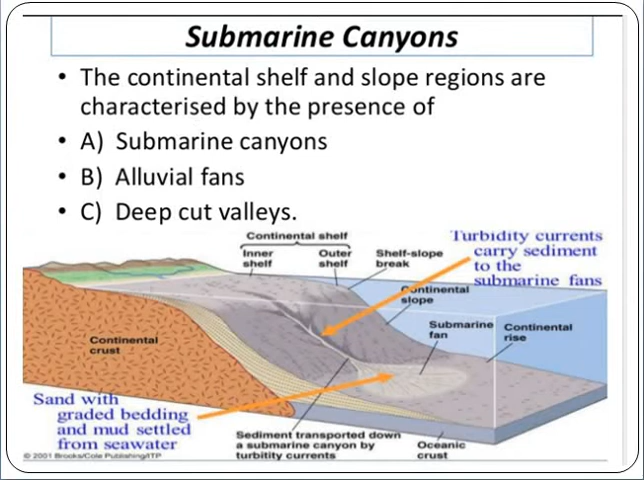 Submarine Canyons
• The continental shelf and slope regions are
characterised by the presence of
• A) Submarine canyons
• B) Alluvial fans
• C) Deep cut valleys.
Continental shelf
Inner
shelf
Outer
shelf
Shelf-slope
break
Turbidity currents
carry sediment
to the
submarine fans
Continental
slope
Submarine
fan
Continental
rise
Continental
crust
Sand with
graded bedding
and mud settled
from seawater
Sediment transported down
a submarine canyon by
turbitity currents
Oceanic
crust
© 2001 Brooks/Cole Publishing/ITP